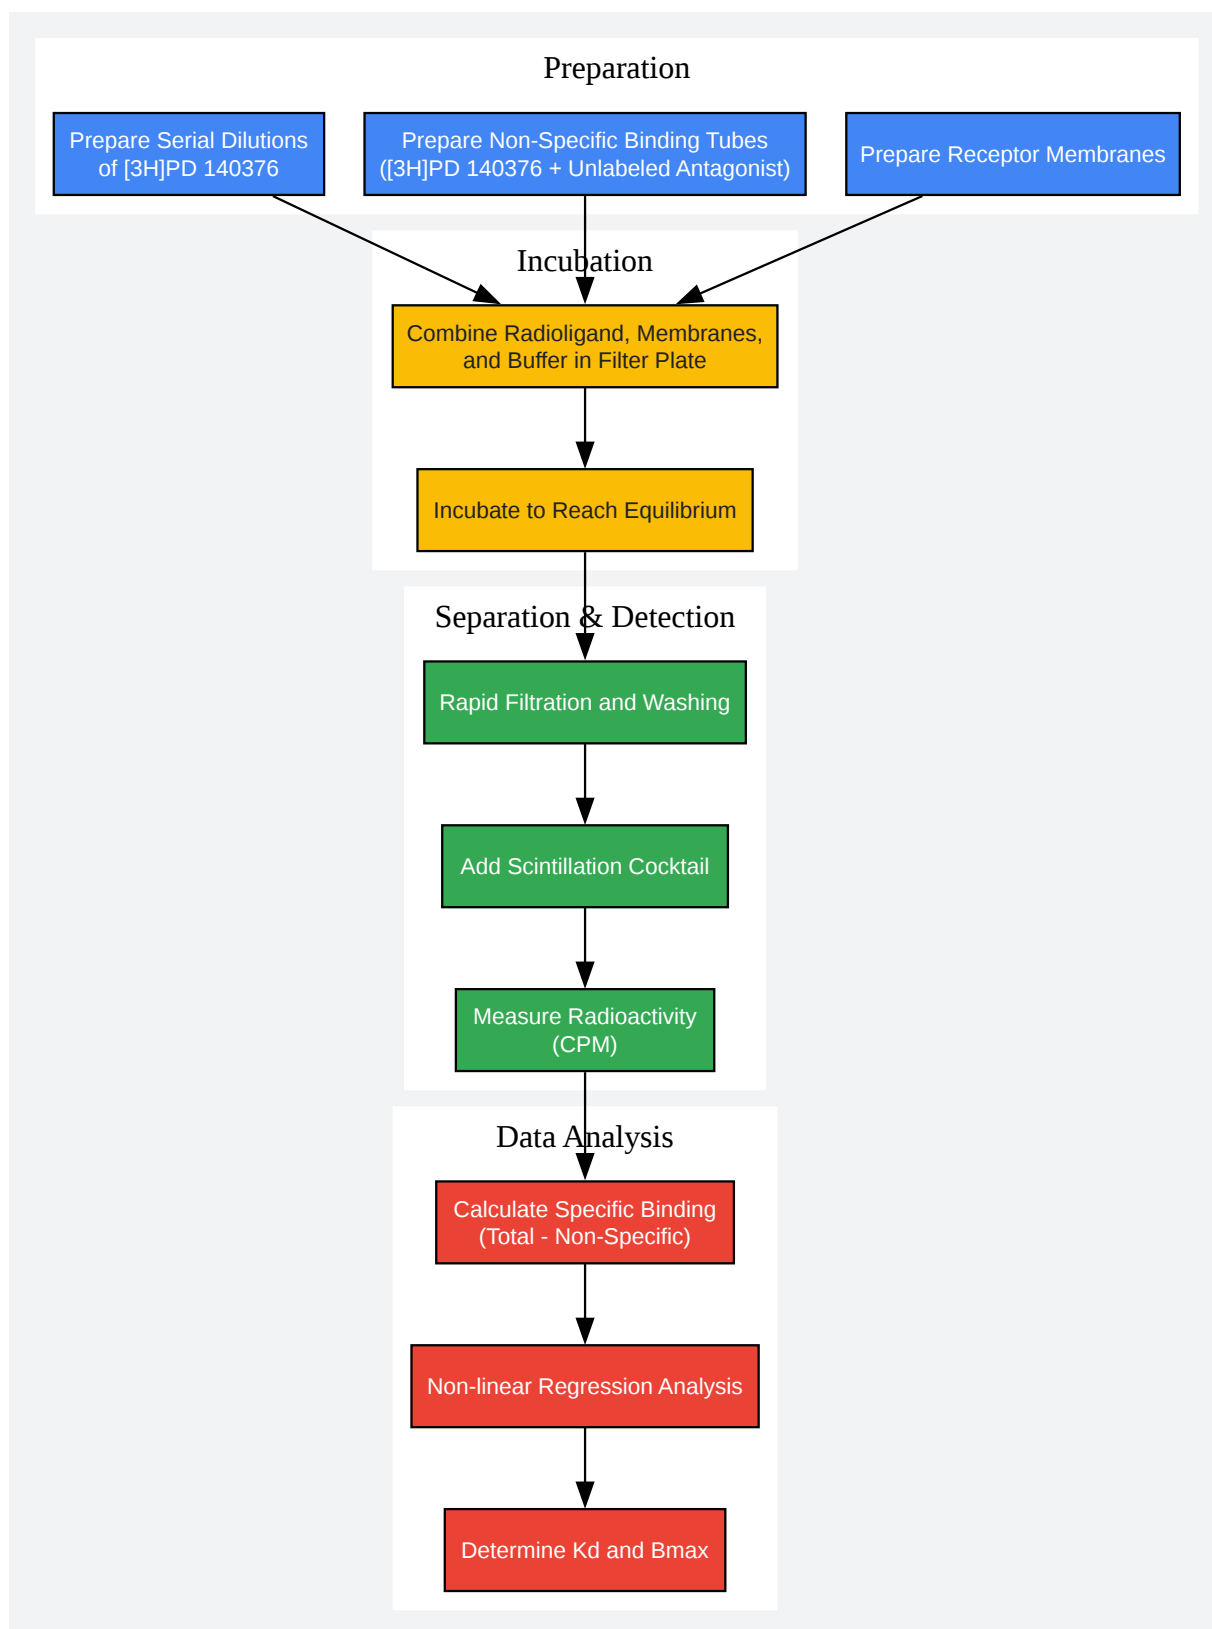 Preparation
Prepare Serial Dilutions
of [3H]PD 140376
Prepare Non-Specific Binding Tubes
([3H]PD 140376 + Unlabeled Antagonist)
Prepare Receptor Membranes
Incubation
Combine Radioligand, Membranes,
and Buffer in Filter Plate
Incubate to Reach Equilibrium
Separation & Detection
Rapid Filtration and Washing
Add Scintillation Cocktail
Measure Radioactivity
(CPM)
Data Analysis
Calculate Specific Binding
(Total - Non-Specific)
Non-linear Regression Analysis
Determine Kd and Bmax